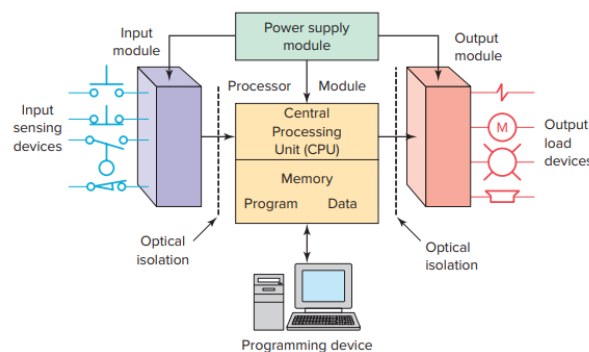 Power supply
module
Input
module
Output
module
Processor Module
Input
sensing
devices
Central
Processing
Unit (CPU)
Memory
Program Data
M
Output
load
devices
Optical
isolation
Optical
isolation
Programming device